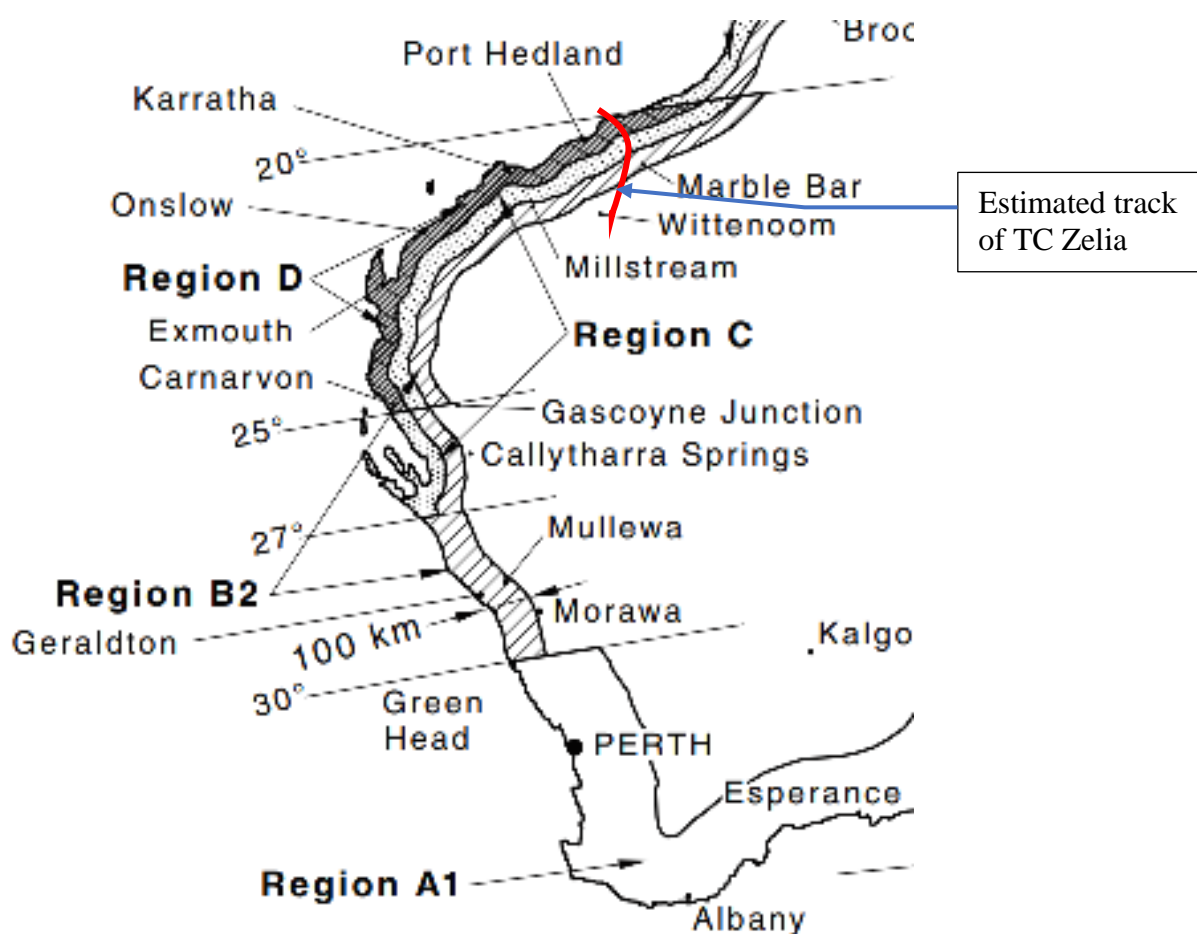 Broc
Port Hedland
Karratha
20°
Marble Bar
Onslow
Wittenoom
Estimated track
of TC Zelia
Region D
Millstream
Exmouth
Region C
Carnarvon
Gascoyne Junction
25°
Callytharra Springs
27°
Mullewa
Region B2
Morawa
Geraldton
100 km
Kalgo
30°
Green
Head
PERTH
Esperance
Region A1
Albany